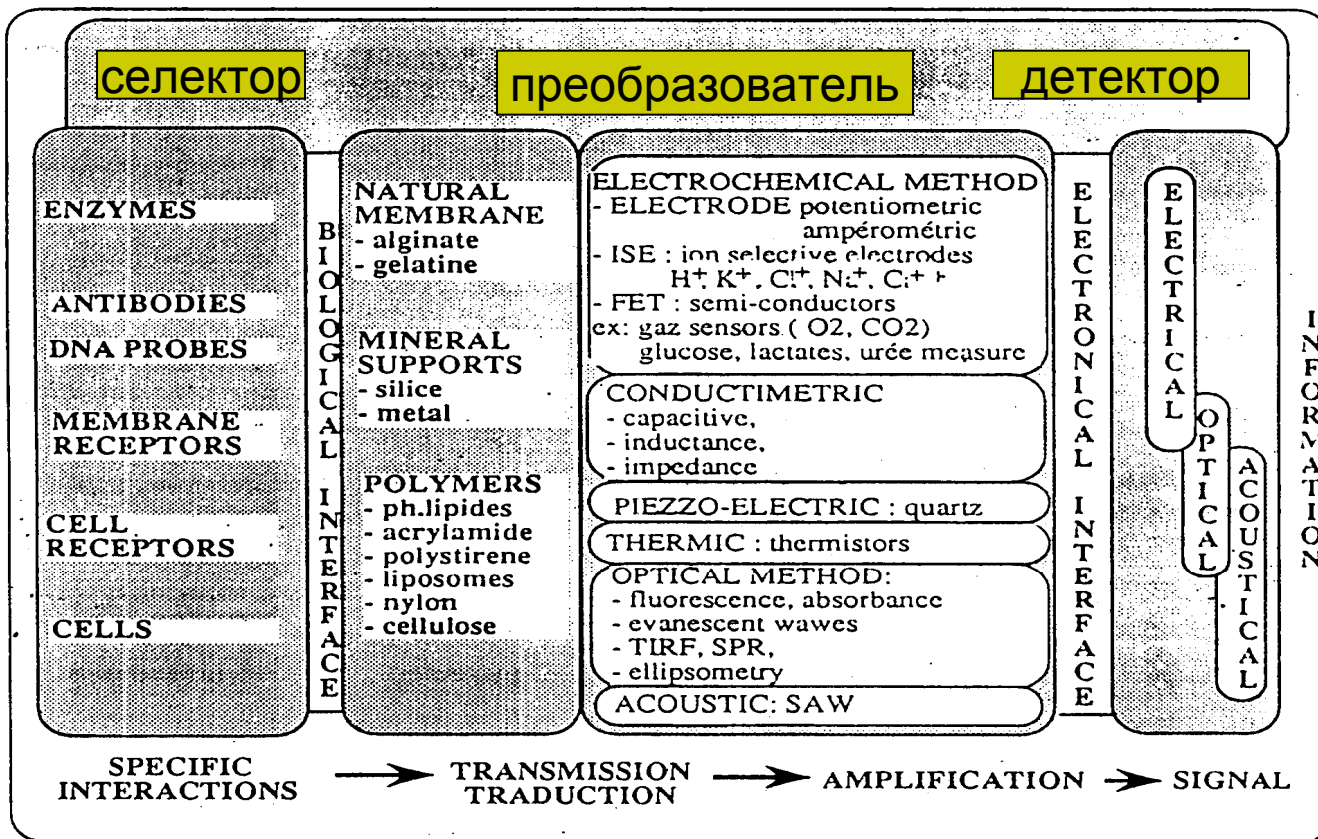 селектор
преобразователь
детектор
ENZYMES
ANTIBODIES
DNA PROBES
MEMBRANE
RECEPTORS
CELL
RECEPTORS
CELLS
BIOLOGICAL INTERFACE
NATURAL
MEMBRANE
- alginate
- gelatine
MINERAL
SUPPORTS
- silice
- metal
POLYMERS
- ph.lipides
- acrylamide
- polystirene
- liposomes
- nylon
- cellulose
ELECTROCHEMICAL METHOD
- ELECTRODE potentiometric
ampérométric
- ISE : ion selective electrodes
H+, K+,
- FET : semi-conductors
ex: gaz sensors ( O2, CO2)
glucose, lactates, urée measure
CONDUCTIMETRIC
- capacitive,
- inductance,
- impedance
PIEZZO-ELECTRIC : quartz
THERMIC : thermistors
OPTICAL METHOD:
- fluorescence, absorbance
- evanescent wawes
- TIRF, SPR,
- ellipsometry
ACOUSTIC: SAW
ELECTRONICAL INTERFACE
ELECTRICAL
OPTICAL
ACOUSTICAL
INFORMATION
SPECIFIC
INTERACTIONS
TRANSMISSION
TRADUCTION
AMPLIFICATION
SIGNAL